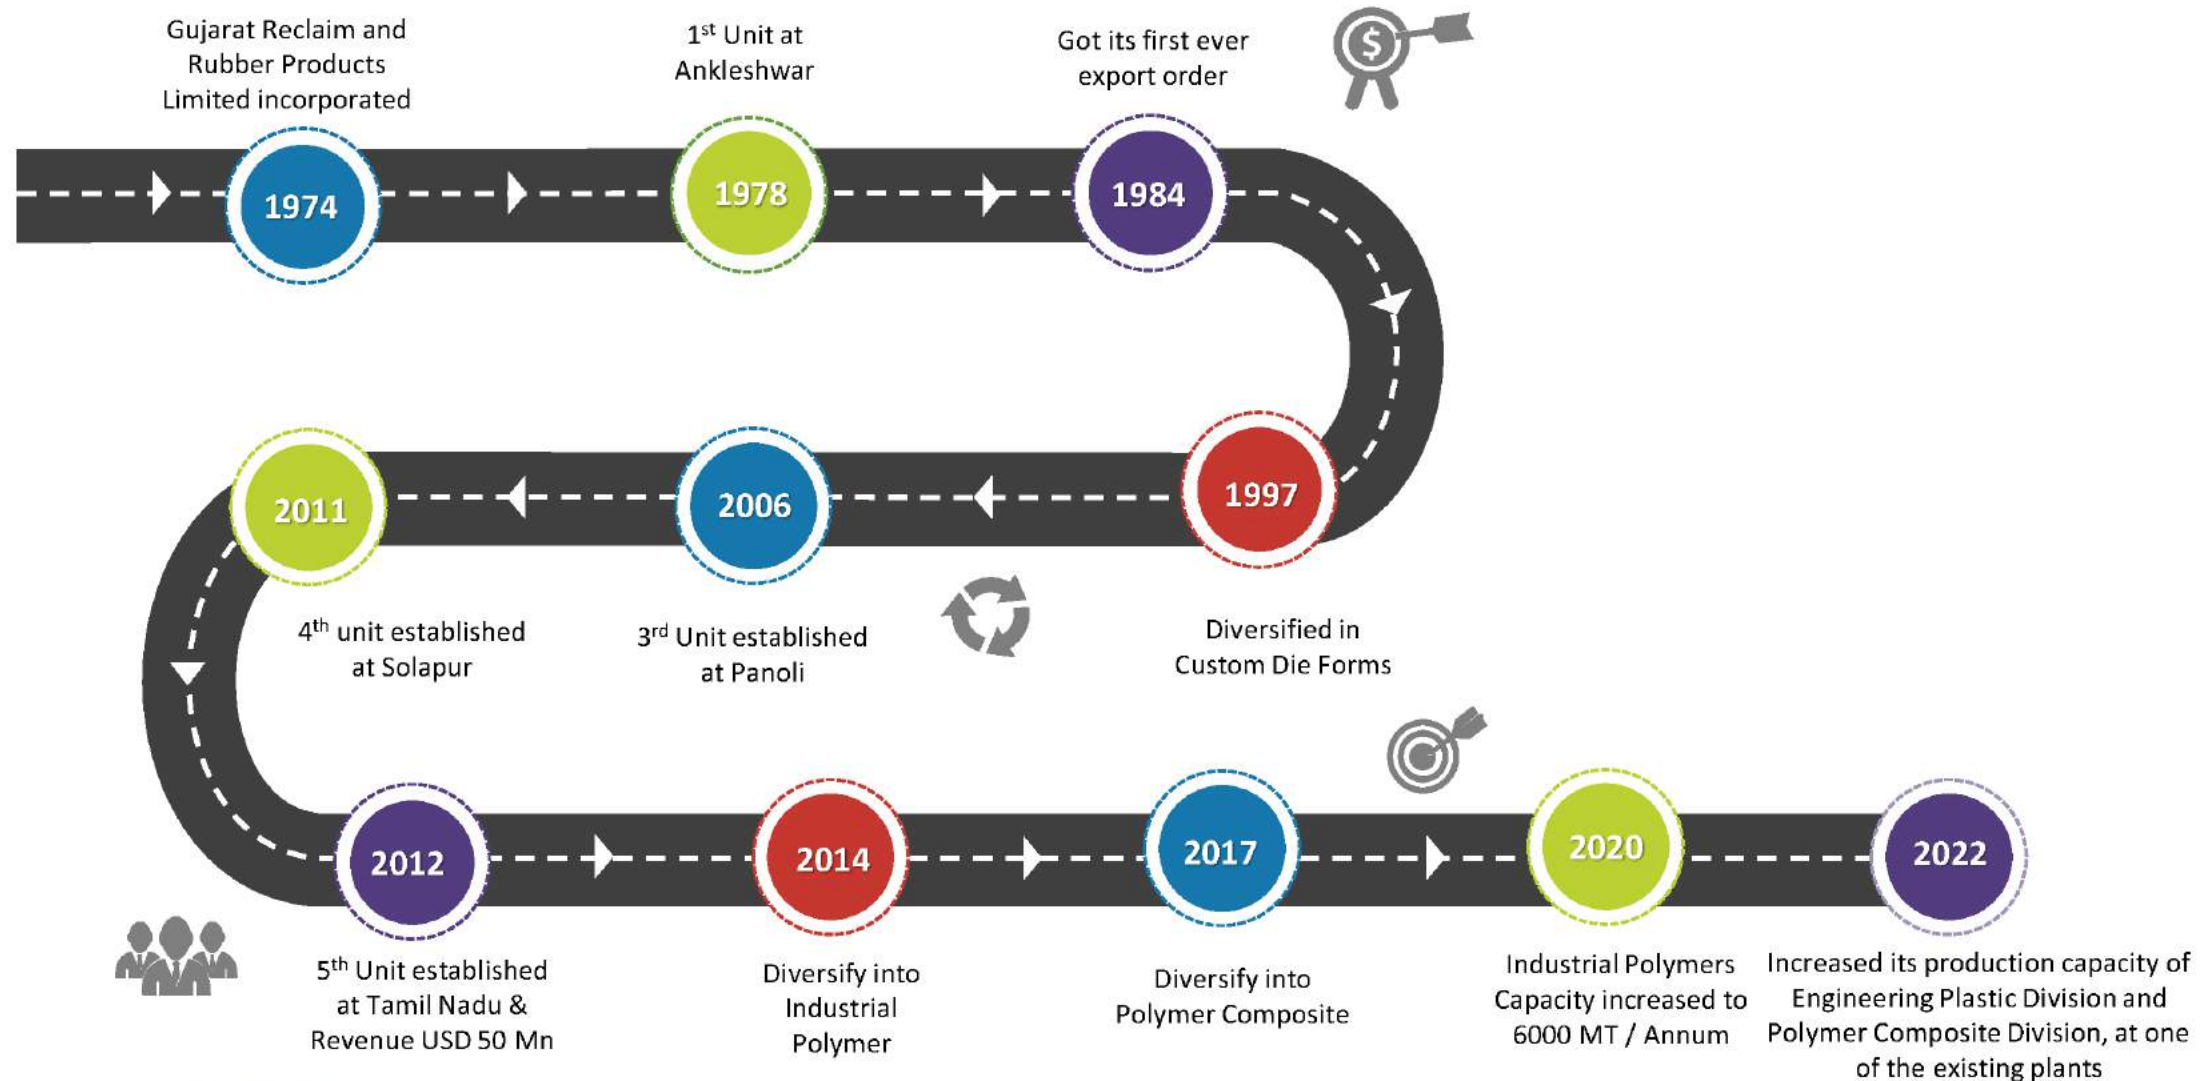 Gujarat Reclaim and
Rubber Products
Limited incorporated
1974
1st Unit at
Ankleshwar
1978
Got its first ever
export order
1984
$
1997
Diversified in
Custom Die Forms
2006
3rd Unit established
at Panoli
2011
4th unit established
at Solapur
2012
5th Unit established
at Tamil Nadu &
Revenue USD 50 Mn
2014
Diversify into
Industrial
Polymer
2017
Diversify into
Polymer Composite
2020
Industrial Polymers
Capacity increased to
6000 MT / Annum
2022
Increased its production capacity of
Engineering Plastic Division and
Polymer Composite Division, at one
of the existing plants